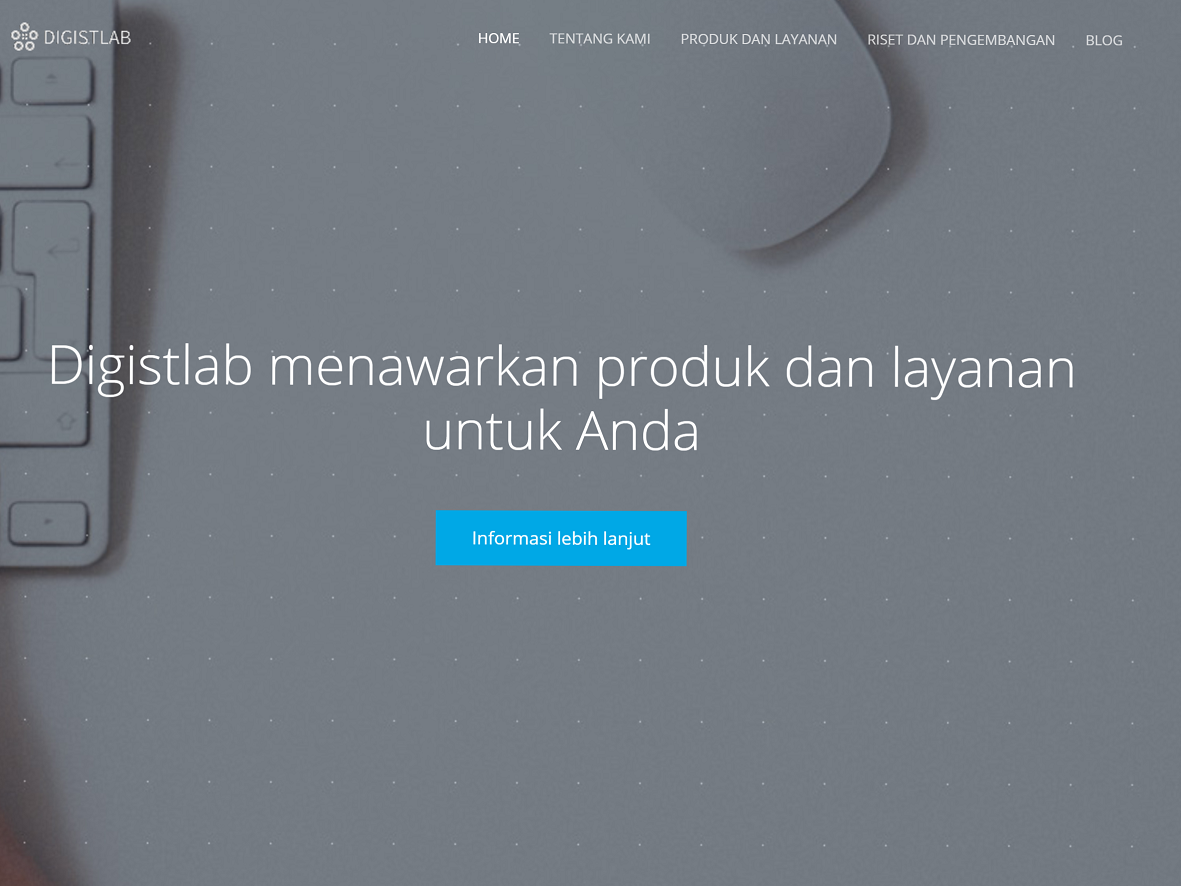 DIGISTLAB
HOME TENTANG KAMI PRODUK DAN LAYANAN RISET DAN PENGEMBANGAN BLOG
Digistlab menawarkan produk dan layanan
untuk Anda
Informasi lebih lanjut